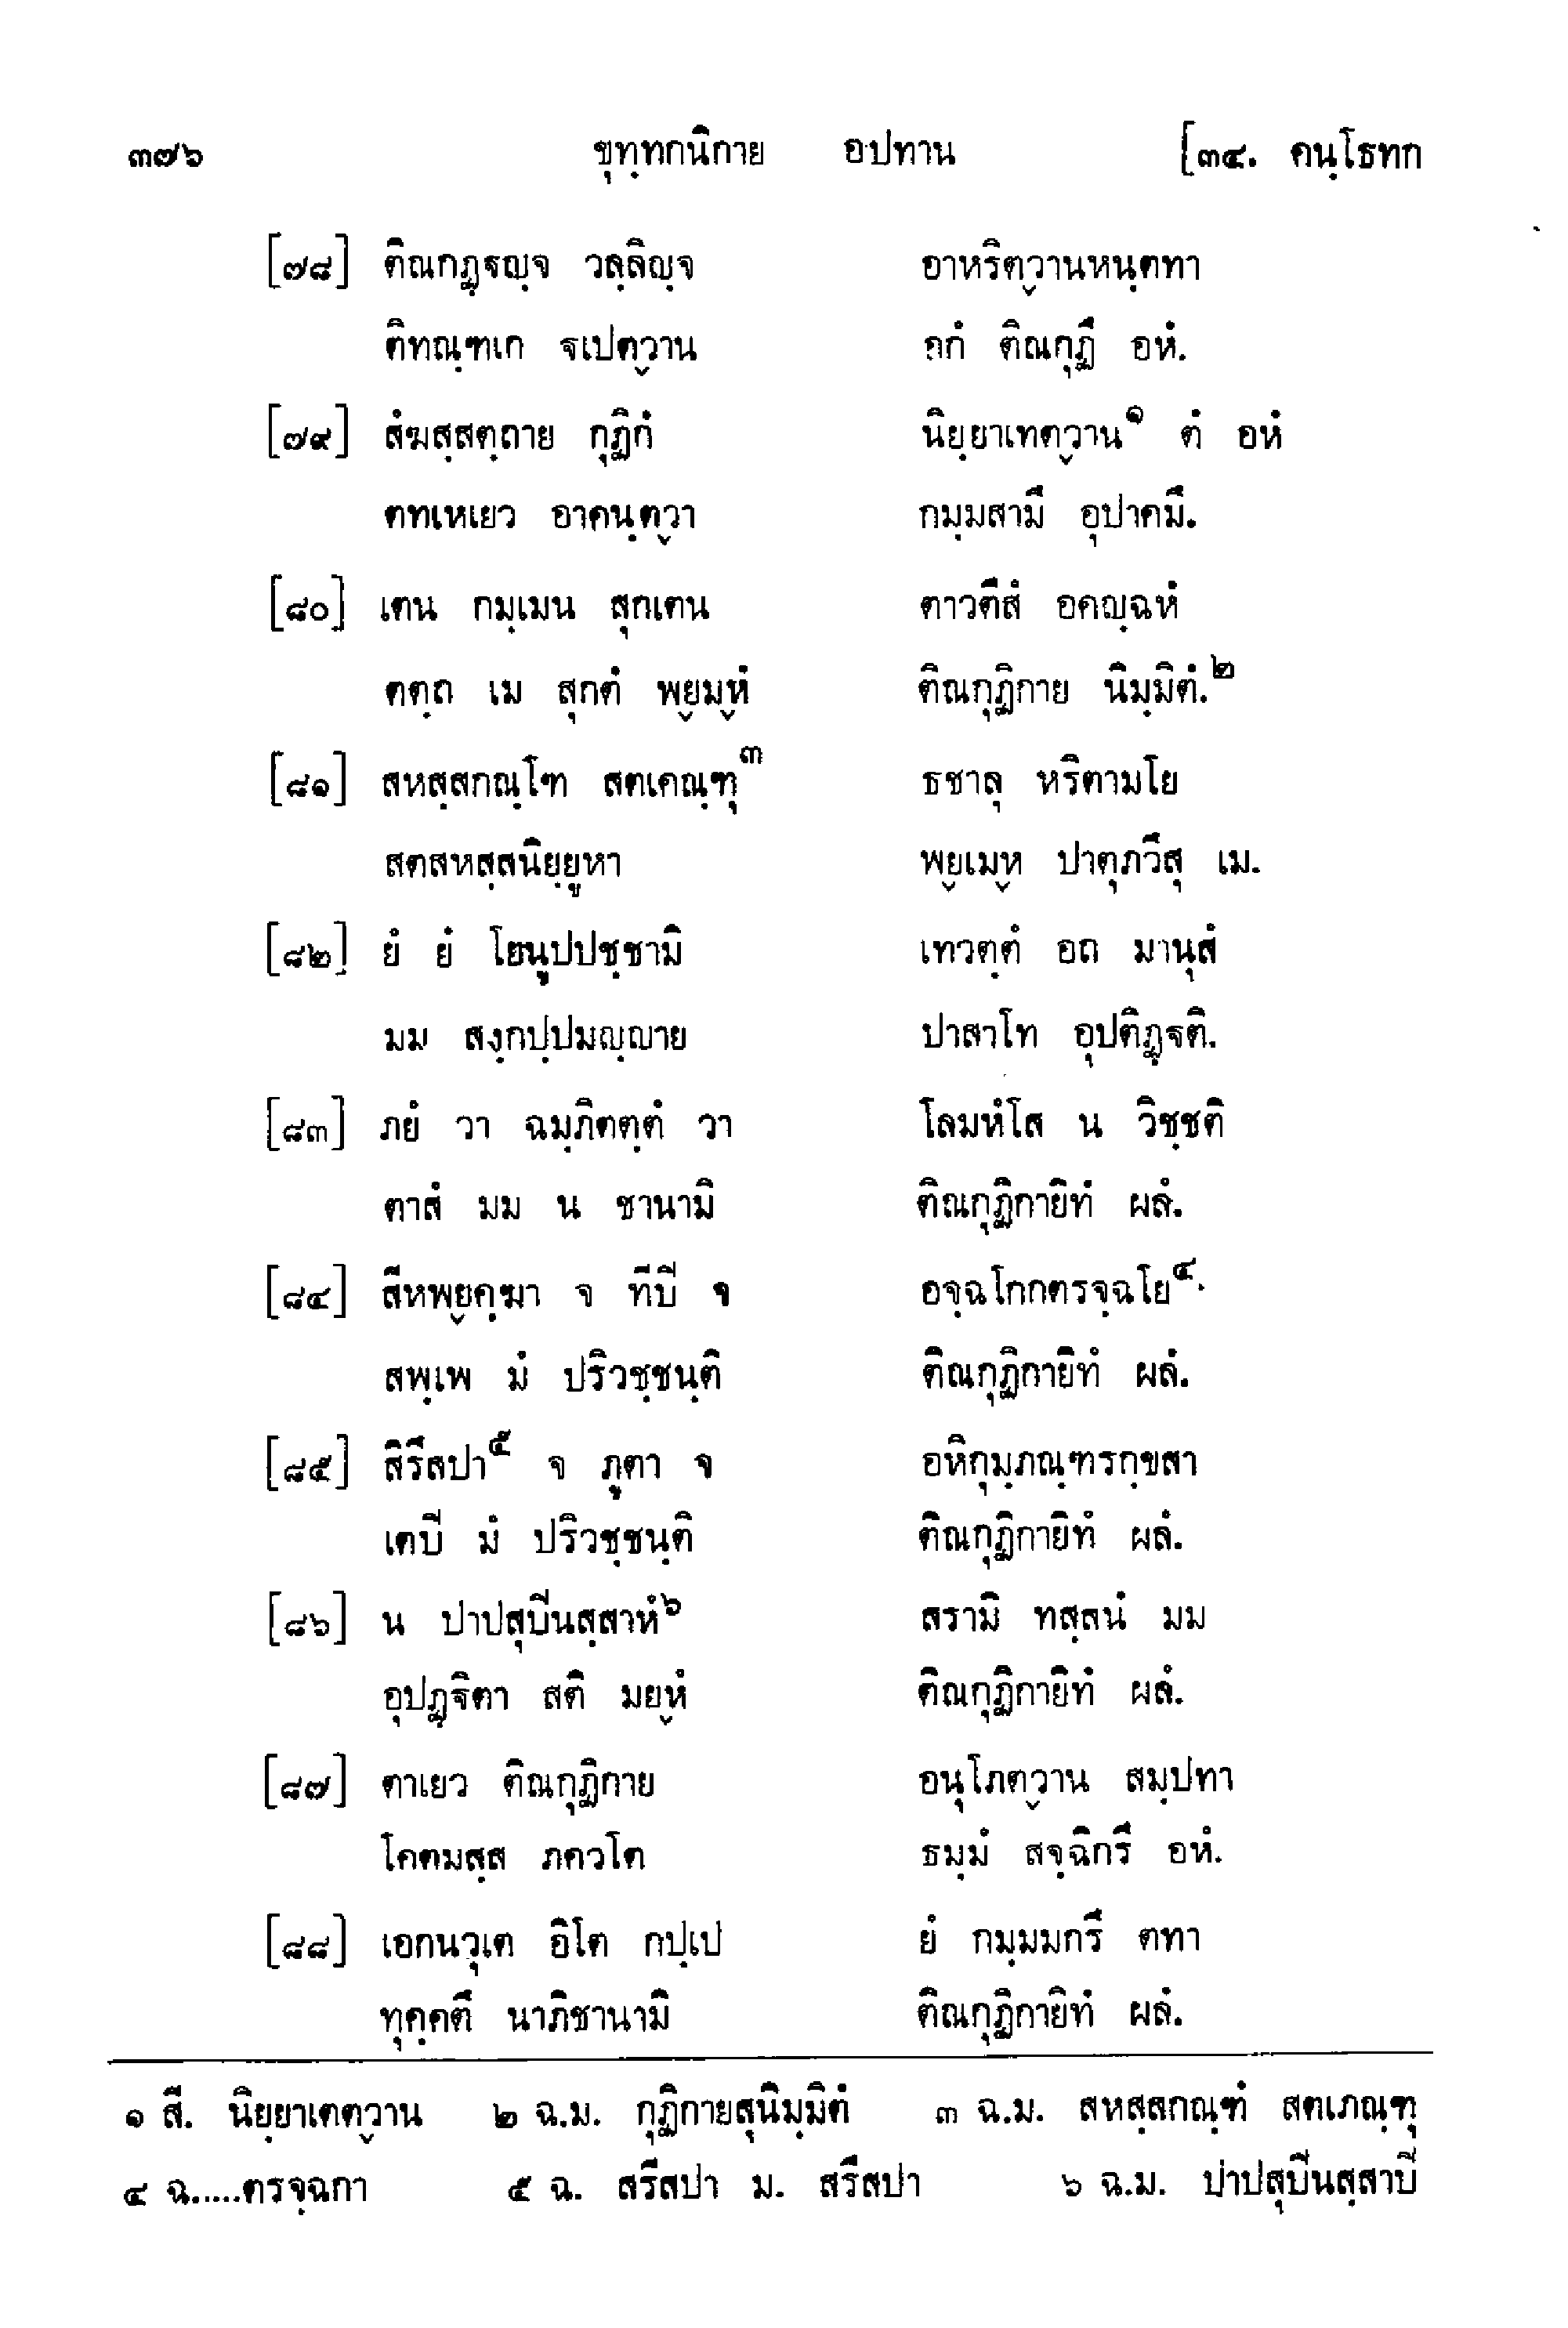 ๓๗๖ ขุทฺทกนิกาย อปทาน [๓๔. คนฺโธทก
[๗๘] ติณกฏฺฐญฺจ วลฺลิญฺจ อาหริตฺวานหนฺตทา
ติทณฺฑเก ฐเปตฺวาน ถกํ ติณกุฏึ อหํ.
[๗๙] สํฆสฺสตฺถาย กุฏิกํ นิยฺยาเทตฺวาน๑ ตํ อหํ
ตทเหเยว อาคนฺตฺวา กมฺมสามึ อุปาคมึ.
[๘๐] เตน กมฺเมน สุกเตน ตาวตึสํ อคญฺฉหํ
ตตฺถ เม สุกตํ พฺยมฺหํ ติณกุฏิกาย นิมฺมิตํ.๒
[๘๑] สหสฺสกณฺโฑ สตเคณฺฑุ๓ ธชาลุ หริตามโย
สตสหสฺสนิยฺยูหา พฺยเมฺห ปาตุภวึสุ เม.
[๘๒] ยํ ยํ โยนูปปชฺชามิ เทวตฺตํ อถ มานุสํ
มม สงฺกปฺปมญฺญาย ปาสาโท อุปติฏฺฐติ.
[๘๓] ภยํ วา ฉมฺภิตตฺตํ วา โลมหํโส น วิชฺชติ
ตาสํ มม น ชานามิ ติณกุฏิกายิทํ ผลํ.
[๘๔] สีหพฺยคฺฆา จ ทีปี จ อจฺฉโกกตรจฺฉโย๔.
สพฺเพ มํ ปริวชฺชนฺติ ติณกุฏิกายิทํ ผลํ.
[๘๕] สิรึสปา๕ จ ภูตา จ อหิกุมฺภณฺฑรกฺขสา
เตปี มํ ปริวชฺชนฺติ ติณกุฏิกายิทํ ผลํ.
[๘๖] น ปาปสุปินสฺสาหํ๖ สรามิ ทสฺสนํ มม
อุปฏฺฐิตา สติ มยฺหํ ติณกุฏิกายิทํ ผลํ.
[๘๗] ตาเยว ติณกุฏิกาย อนุโภตฺวาน สมฺปทา
โคตมสฺส ภควโต ธมฺมํ สจฺฉิกรึ อหํ.
[๘๘] เอกนวุเต อิโต กปฺเป ยํ กมฺมมกรึ ตทา
ทุคฺคตึ นาภิชานามิ ติณกุฏิกายิทํ ผลํ.
๑ สี. นิยฺยาเตตฺวาน ๒ ฉ.ม. กุฏิกายสุนิมฺมิตํ ๓ ฉ.ม. สหสฺสกณฺฑํ สตเภณฺฑุ
๔ ฉ.....ตรจฺฉกา ๕ ฉ. สรีสปา ม. สรึสปา ๖ ฉ.ม. ปาปสุปินสฺสาปิ